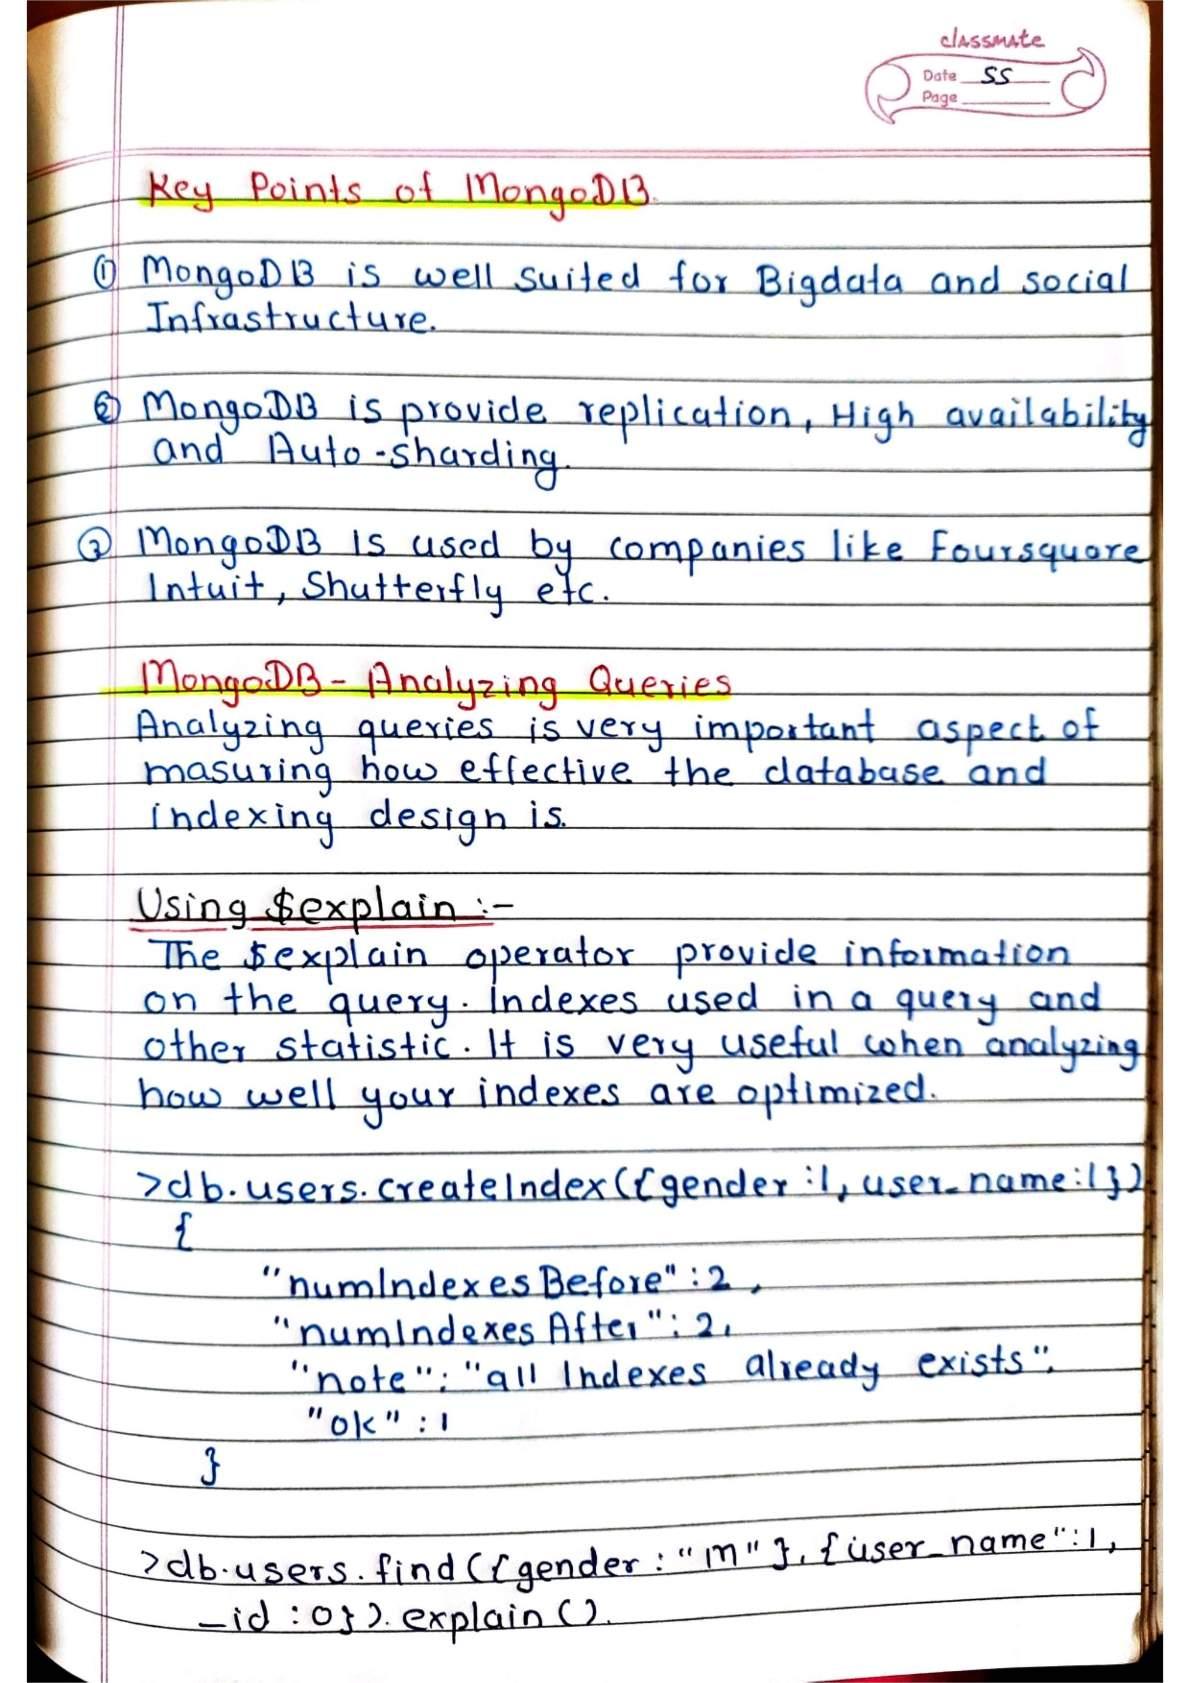 classmate
Date SS
Page
Key Points of MongoDB.
① MongoDB is well suited for Bigdata and social
Infrastructure.
② MongoDB is provide replication, High availability
and Auto-sharding.
③ MongoDB is used by companies like Foursquare
Intuit, Shutterfly etc.
MongoDB - Analyzing Queries
Analyzing queries is very important aspect of
masuring how effective the database and
indexing design is.
Using $explain :-
The $explain operator provide information
on the query. Indexes used in a query and
other statistic. It is very useful when analyzing
how well your indexes are optimized.
>db.users.createIndex({gender:1, user_name:1})
{
"numIndexesBefore" : 2,
"numIndexesAfter" : 2,
"note" : "all Indexes already exists",
"ok" : 1
}
>db.users.find({gender : "M"}, {user_name":1,
_id : 0}).explain().